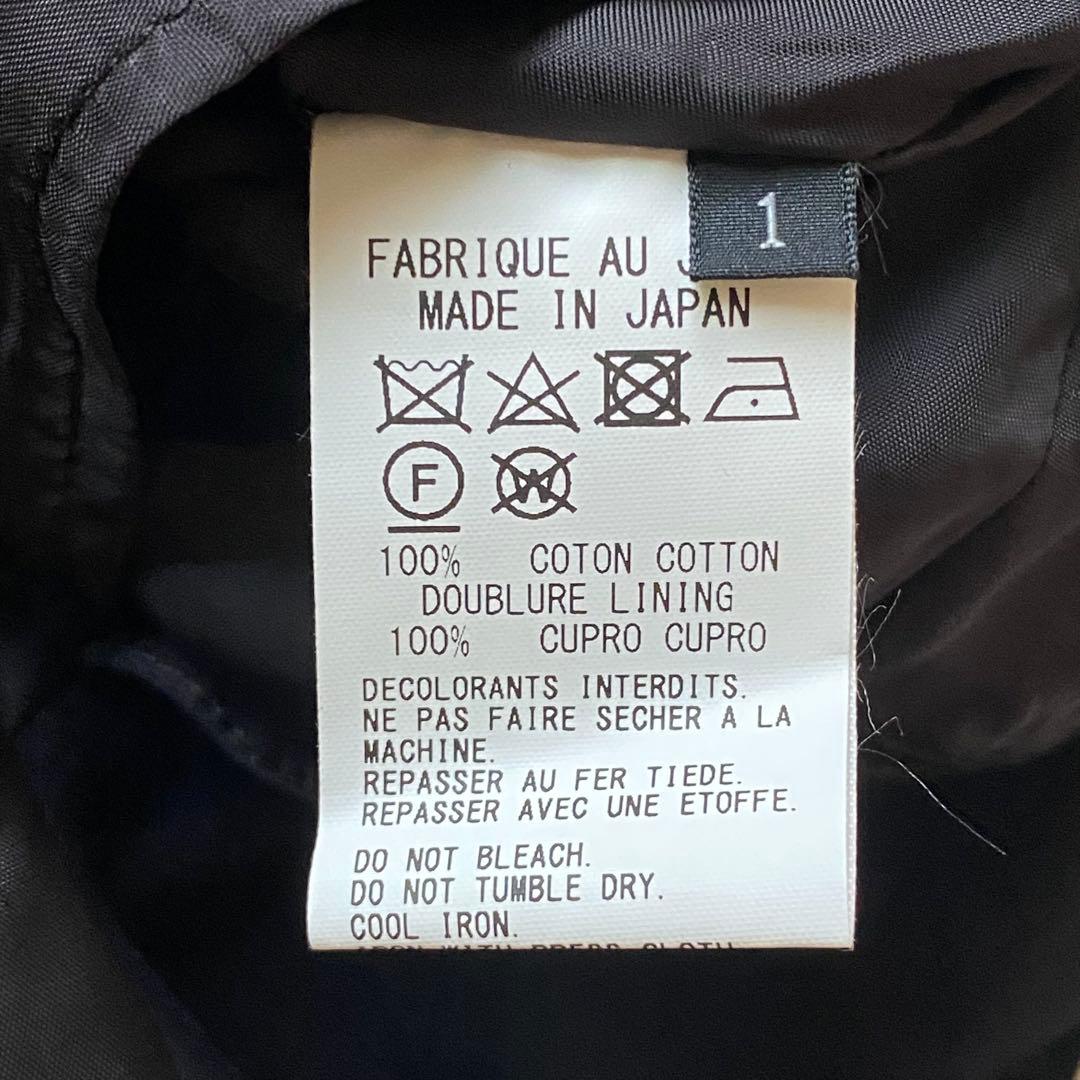 1
FABRIQUE AU
MADE IN JAPAN
F
W
100% COTON COTTON
DOUBLURE LINING
100% CUPRO CUPRO
DECOLORANTS INTERDITS.
NE PAS FAIRE SECHER A LA
MACHINE.
REPASSER AU FER TIEDE.
REPASSER AVEC UNE ETOFFE.
DO NOT BLEACH.
DO NOT TUMBLE DRY.
COOL IRON.